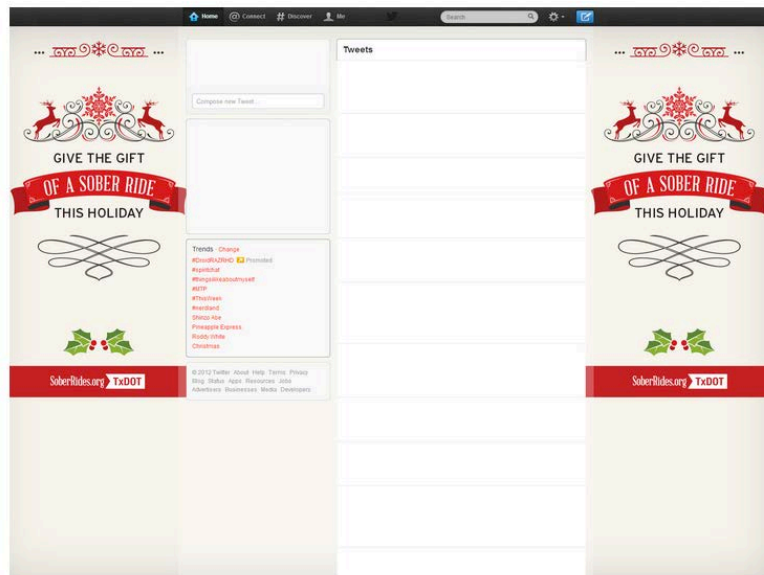 Home @ Connect # Discover Me Search
GIVE THE GIFT
OF A SOBER RIDE
THIS HOLIDAY
SoberRides.org TxDOT
Compose new Tweet...
Trends · Change
#DroidRAZRHD Promoted
#spiritchat
#thingsilikeaboutmyself
#MTP
#ThisWeek
#nerdland
Shinzo Abe
Pineapple Express
Roddy White
Christmas
© 2012 Twitter About Help Terms Privacy
Blog Status Apps Resources Jobs
Advertisers Businesses Media Developers
Tweets
GIVE THE GIFT
OF A SOBER RIDE
THIS HOLIDAY
SoberRides.org TxDOT